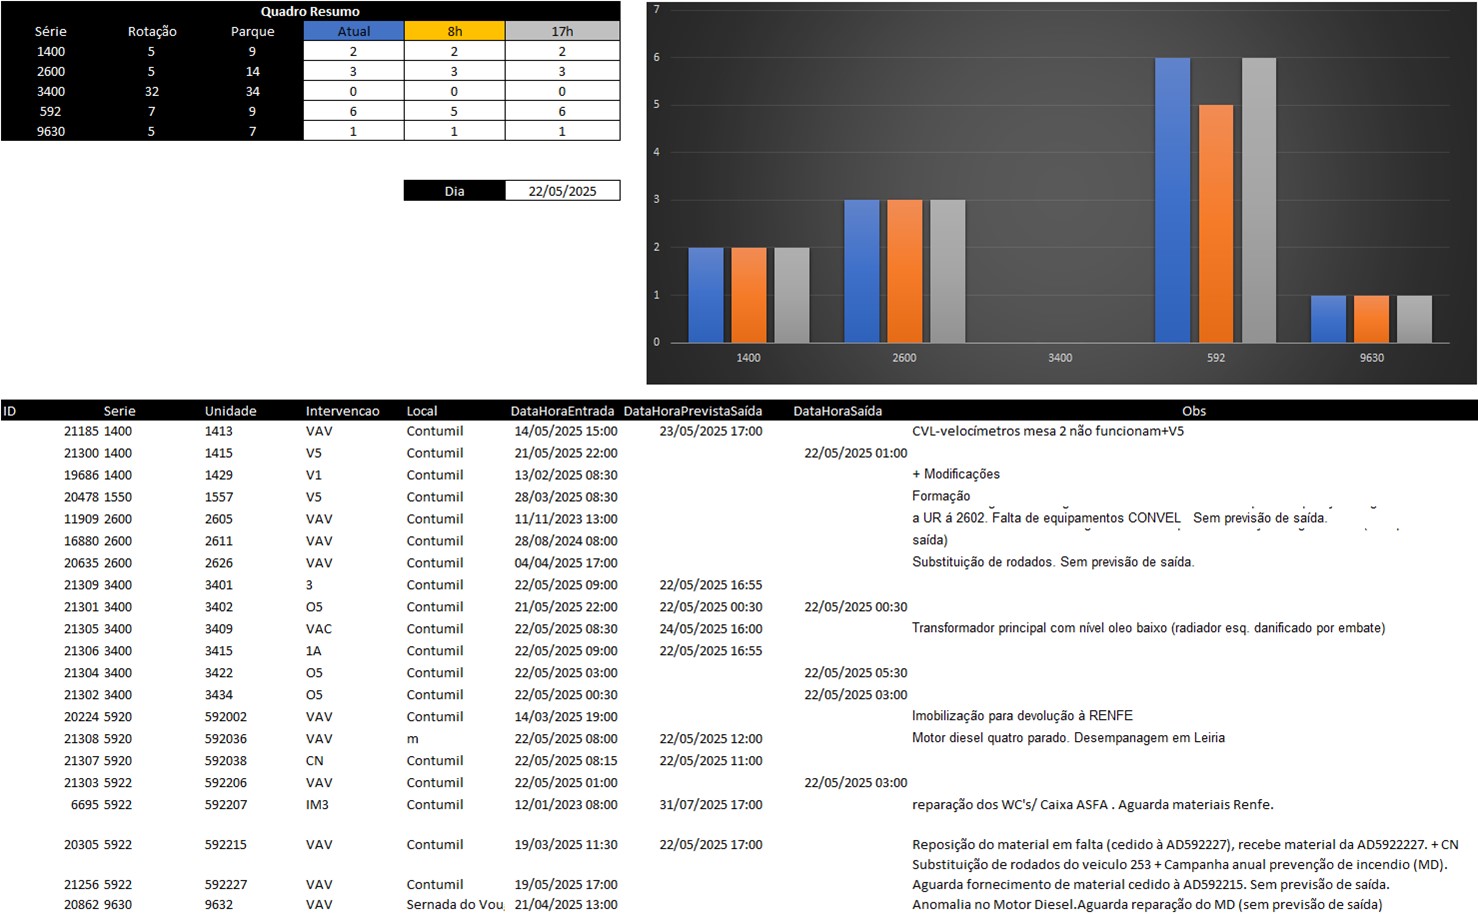 Quadro Resumo
Série Rotação Parque Atual 8h 17h
1400 5 9 2 2 2
2600 5 14 3 3 3
3400 32 34 0 0 0
592 7 9 6 5 6
9630 5 7 1 1 1
Dia 22/05/2025
7
6
5
4
3
2
1
0
1400 2600 3400 592 9630
ID Serie Unidade Intervencao Local DataHoraEntrada DataHoraPrevistaSaída DataHoraSaída Obs
21185 1400 1413 VAV Contumil 14/05/2025 15:00 23/05/2025 17:00 CVL-velocímetros mesa 2 não funcionam+V5
21300 1400 1415 V5 Contumil 21/05/2025 22:00 22/05/2025 01:00
19686 1400 1429 V1 Contumil 13/02/2025 08:30 + Modificações
20478 1550 1557 V5 Contumil 28/03/2025 08:30 Formação
11909 2600 2605 VAV Contumil 11/11/2023 13:00 a UR á 2602. Falta de equipamentos CONVEL Sem previsão de saída.
16880 2600 2611 VAV Contumil 28/08/2024 08:00 saída)
20635 2600 2626 VAV Contumil 04/04/2025 17:00 Substituição de rodados. Sem previsão de saída.
21309 3400 3401 3 Contumil 22/05/2025 09:00 22/05/2025 16:55
21301 3400 3402 O5 Contumil 21/05/2025 22:00 22/05/2025 00:30 22/05/2025 00:30
21305 3400 3409 VAC Contumil 22/05/2025 08:30 24/05/2025 16:00 Transformador principal com nível oleo baixo (radiador esq. danificado por embate)
21306 3400 3415 1A Contumil 22/05/2025 09:00 22/05/2025 16:55
21304 3400 3422 O5 Contumil 22/05/2025 03:00 22/05/2025 05:30
21302 3400 3434 O5 Contumil 22/05/2025 00:30 22/05/2025 03:00
20224 5920 592002 VAV Contumil 14/03/2025 19:00 Imobilização para devolução à RENFE
21308 5920 592036 VAV m 22/05/2025 08:00 22/05/2025 12:00 Motor diesel quatro parado. Desempanagem em Leiria
21307 5920 592038 CN Contumil 22/05/2025 08:15 22/05/2025 11:00
21303 5922 592206 VAV Contumil 22/05/2025 01:00 22/05/2025 03:00
6695 5922 592207 IM3 Contumil 12/01/2023 08:00 31/07/2025 17:00 reparação dos WC's/ Caixa ASFA . Aguarda materiais Renfe.
20305 5922 592215 VAV Contumil 19/03/2025 11:30 22/05/2025 17:00 Reposição do material em falta (cedido à AD592227), recebe material da AD5922227. + CN
Substituição de rodados do veiculo 253 + Campanha anual prevenção de incendio (MD).
21256 5922 592227 VAV Contumil 19/05/2025 17:00 Aguarda fornecimento de material cedido à AD592215. Sem previsão de saída.
20862 9630 9632 VAV Sernada do Vou 21/04/2025 13:00 Anomalia no Motor Diesel.Aguarda reparação do MD (sem previsão de saída)